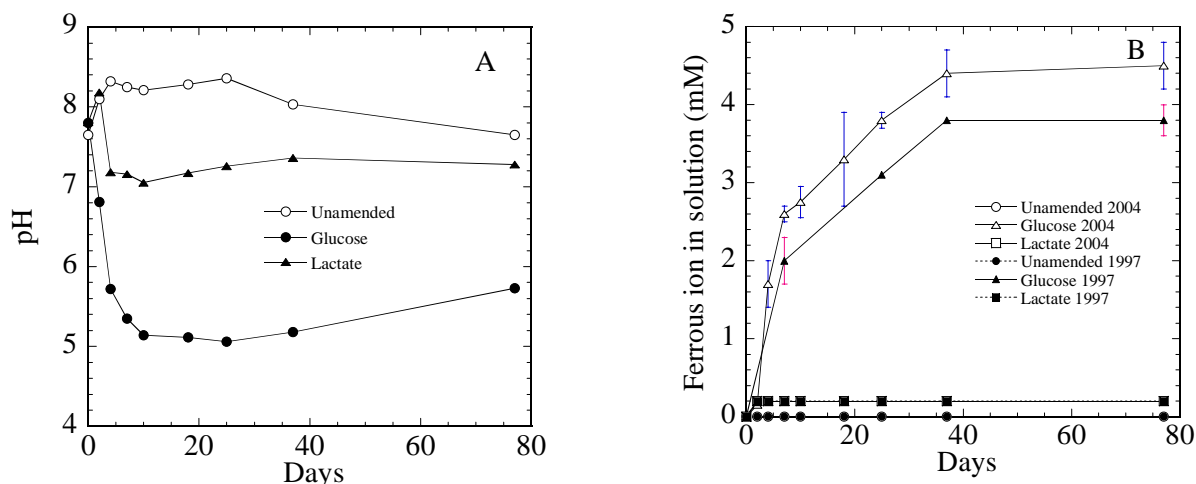 9
8
7
6
5
4
pH
A
Unamended
Glucose
Lactate
0
20
40
60
80
Days
5
4
3
2
1
0
Ferrous ion in solution (mM)
B
Unamended 2004
Glucose 2004
Lactate 2004
Unamended 1997
Glucose 1997
Lactate 1997
0
20
40
60
80
Days